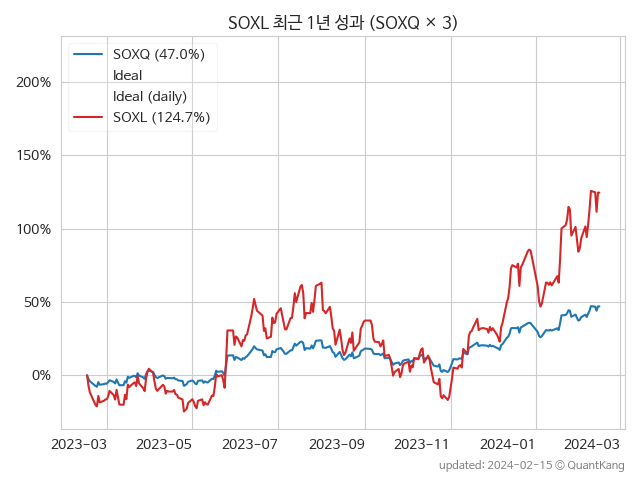 SOXL 최근 1년 성과 (SOXQ × 3)
SOXQ (47.0%)
Ideal
Ideal (daily)
SOXL (124.7%)
200%
150%
100%
50%
0%
2023-03 2023-05 2023-07 2023-09 2023-11 2024-01 2024-03
updated: 2024-02-15 © QuantKang